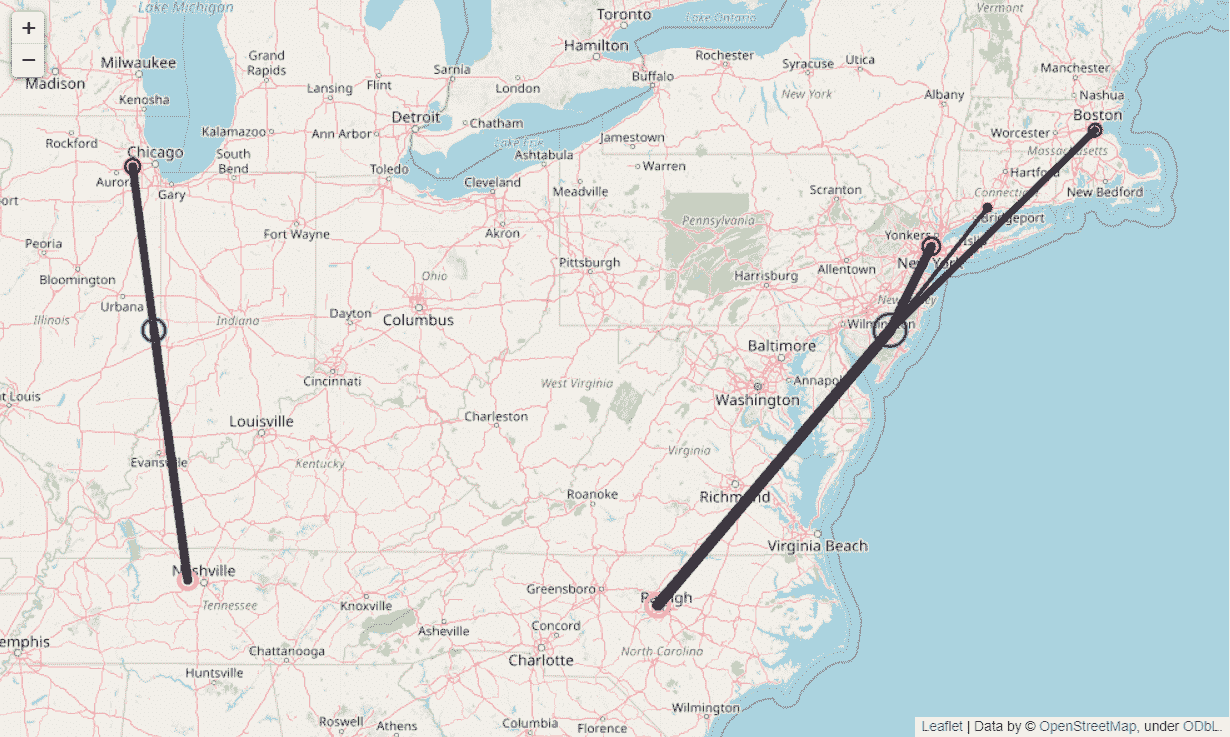 Lake Michigan
Toronto
Lake Ontario
Vermont
+
−
Hamilton
Milwaukee
Grand
Rapids
Rochester
Syracuse
Utica
Manchester
Madison
Sarnia
Buffalo
Lansing
Flint
London
New York
Albany
Nashua
Kenosha
Detroit
Chatham
Boston
Kalamazoo
Ann Arbor
Jamestown
Worcester
Rockford
Lake Erie
Massachusetts
Chicago
South
Bend
Ashtabula
Toledo
Warren
Hartford
Aurora
Cleveland
Meadville
Scranton
Connecticut
New Bedford
Gary
ort
Pennsylvania
Bridgeport
Fort Wayne
Akron
Yonkers
Islip
Peoria
Pittsburgh
New York
Allentown
Bloomington
Ohio
Harrisburg
Urbana
New Jersey
Illinois
Indiana
Dayton
Columbus
Wilmington
Baltimore
Cincinnati
West Virginia
Annapolis
nt Louis
Washington
Louisville
Charleston
Virginia
Evansville
Kentucky
Roanoke
Richmond
Virginia Beach
Nashville
Greensboro
Raleigh
Tennessee
Knoxville
Asheville
Concord
emphis
Chattanooga
Charlotte
North Carolina
Huntsville
Roswell
Athens
Columbia
Florence
Wilmington
Leaflet | Data by © OpenStreetMap, under ODbL.